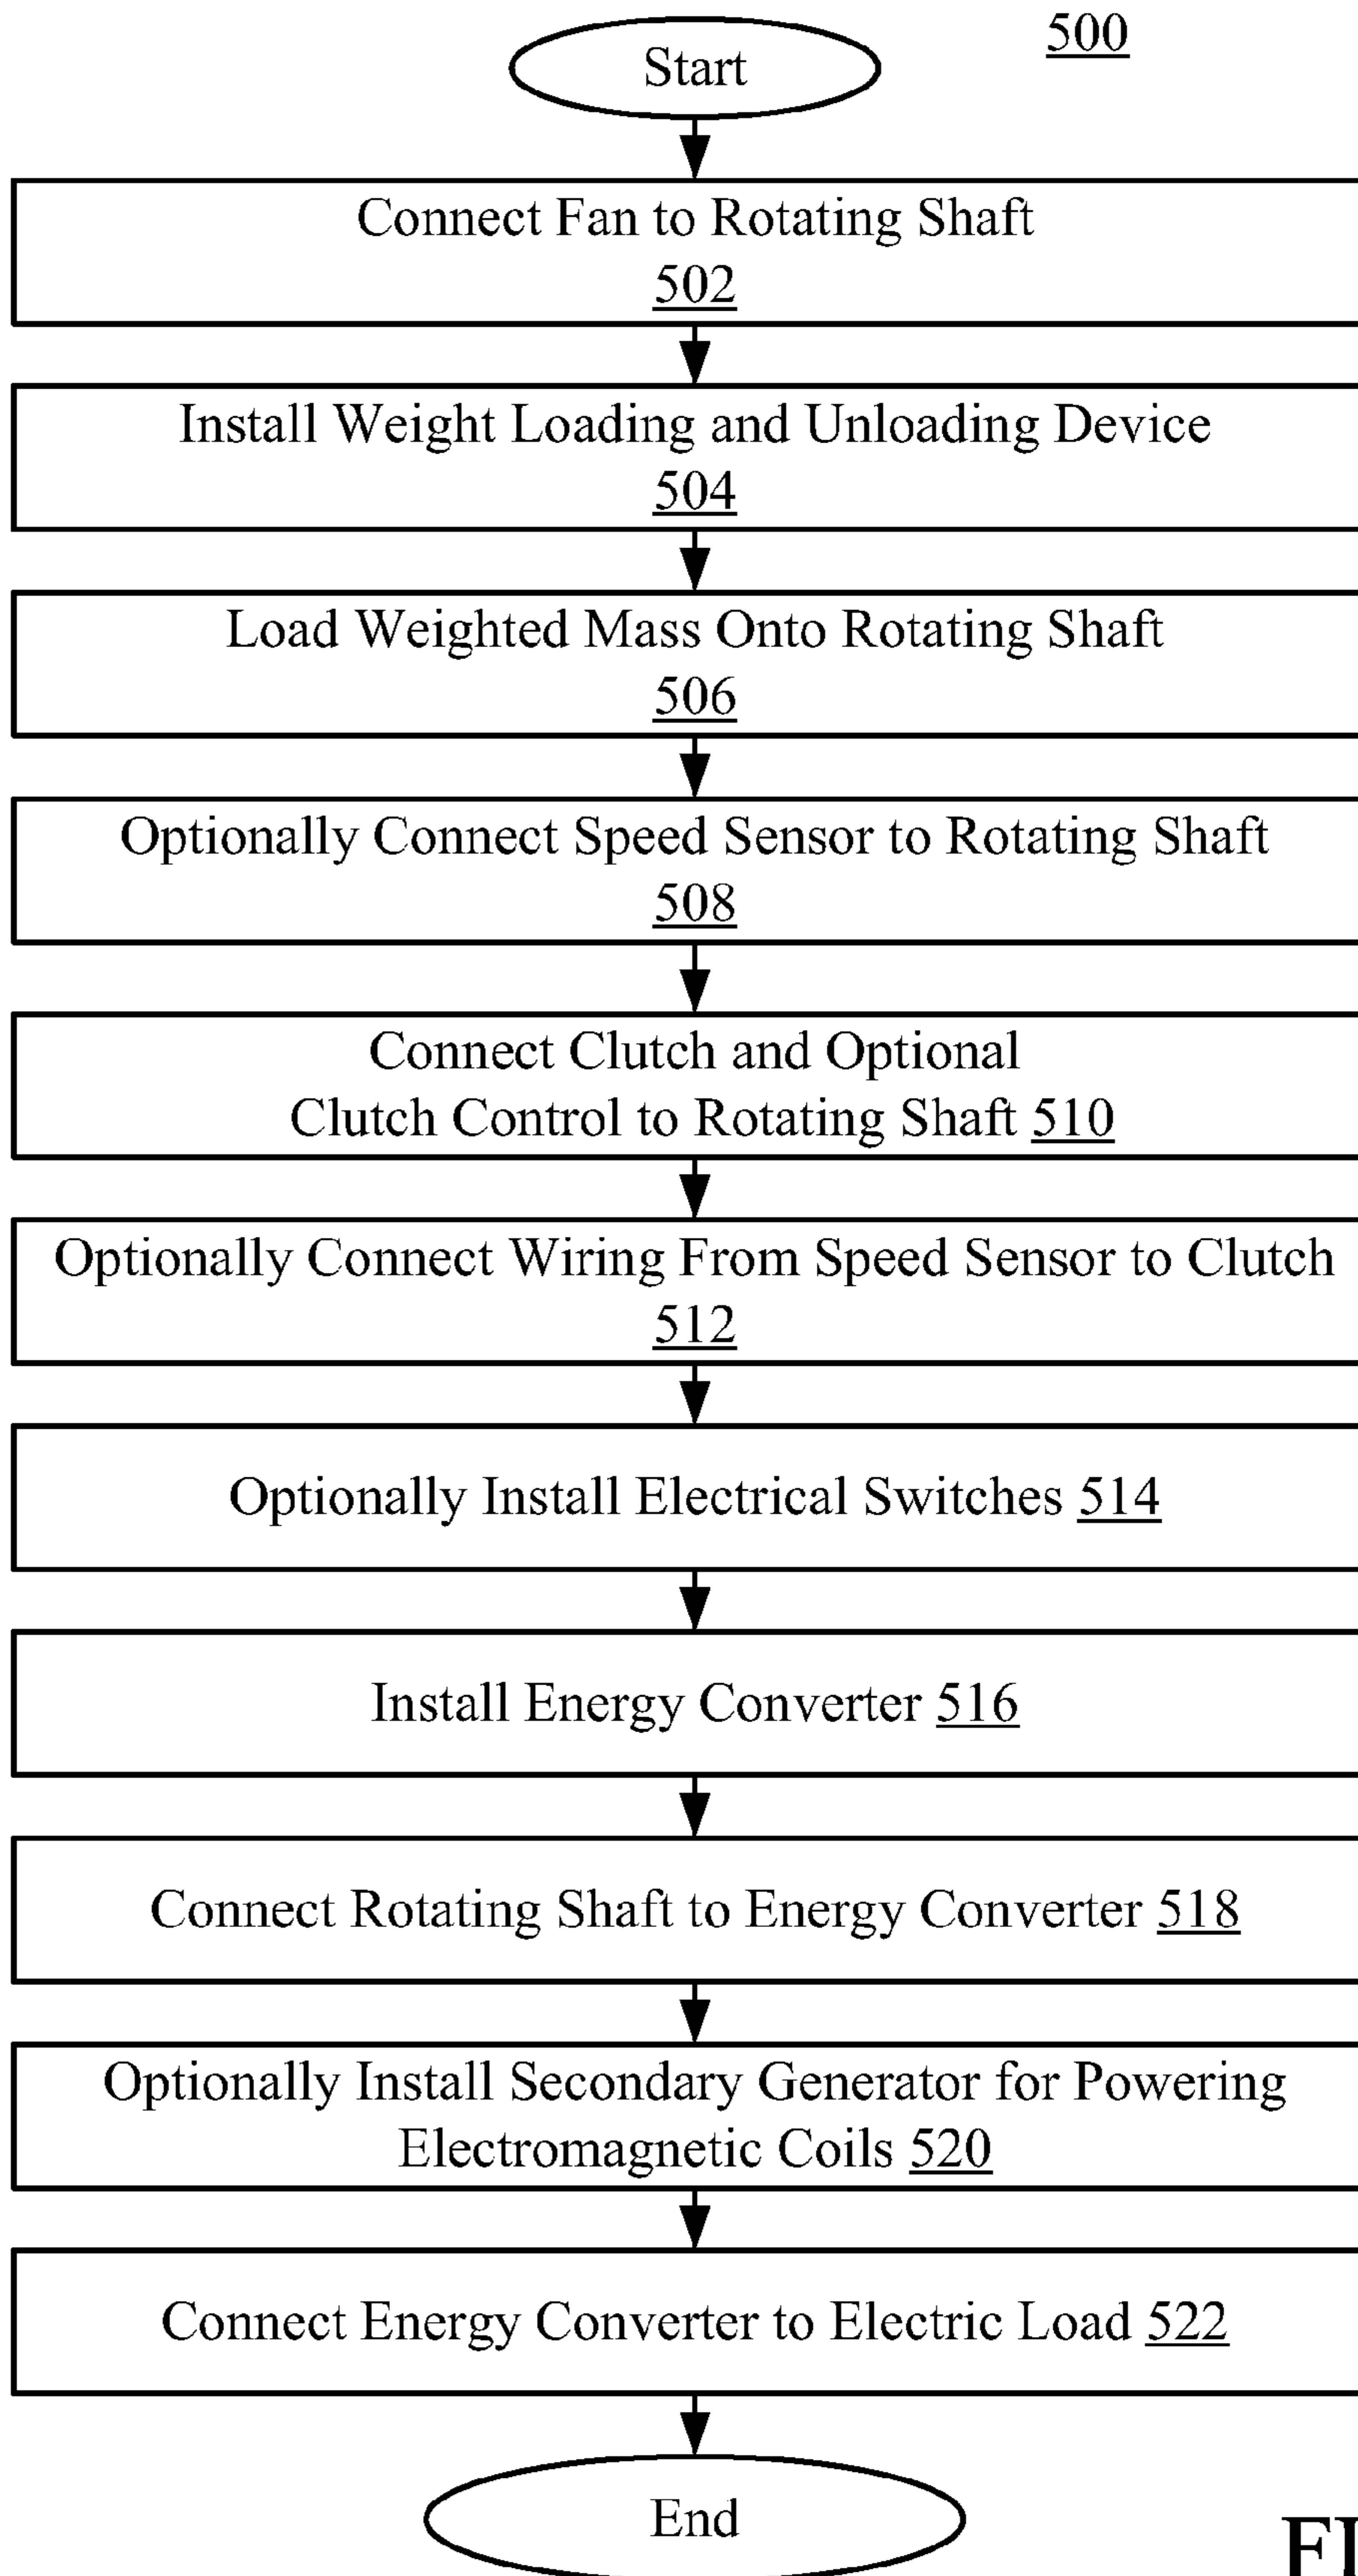 500
Start
Connect Fan to Rotating Shaft
502
Install Weight Loading and Unloading Device
504
Load Weighted Mass Onto Rotating Shaft
506
Optionally Connect Speed Sensor to Rotating Shaft
508
Connect Clutch and Optional
Clutch Control to Rotating Shaft 510
Optionally Connect Wiring From Speed Sensor to Clutch
512
Optionally Install Electrical Switches 514
Install Energy Converter 516
Connect Rotating Shaft to Energy Converter 518
Optionally Install Secondary Generator for Powering
Electromagnetic Coils 520
Connect Energy Converter to Electric Load 522
End